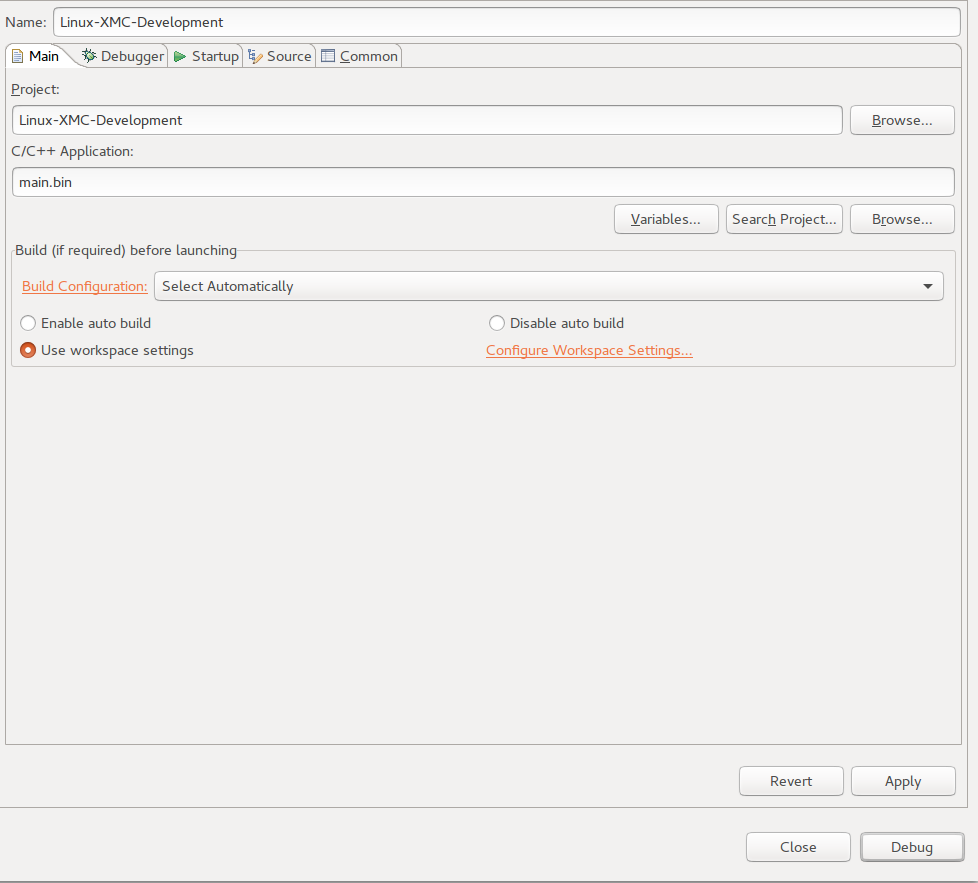 Name: Linux-XMC-Development
Main Debugger Startup Source Common
Project:
Linux-XMC-Development Browse...
C/C++ Application:
main.bin
Variables... Search Project... Browse...
Build (if required) before launching
Build Configuration: Select Automatically
Enable auto build Disable auto build
Use workspace settings Configure Workspace Settings...
Revert Apply
Close Debug